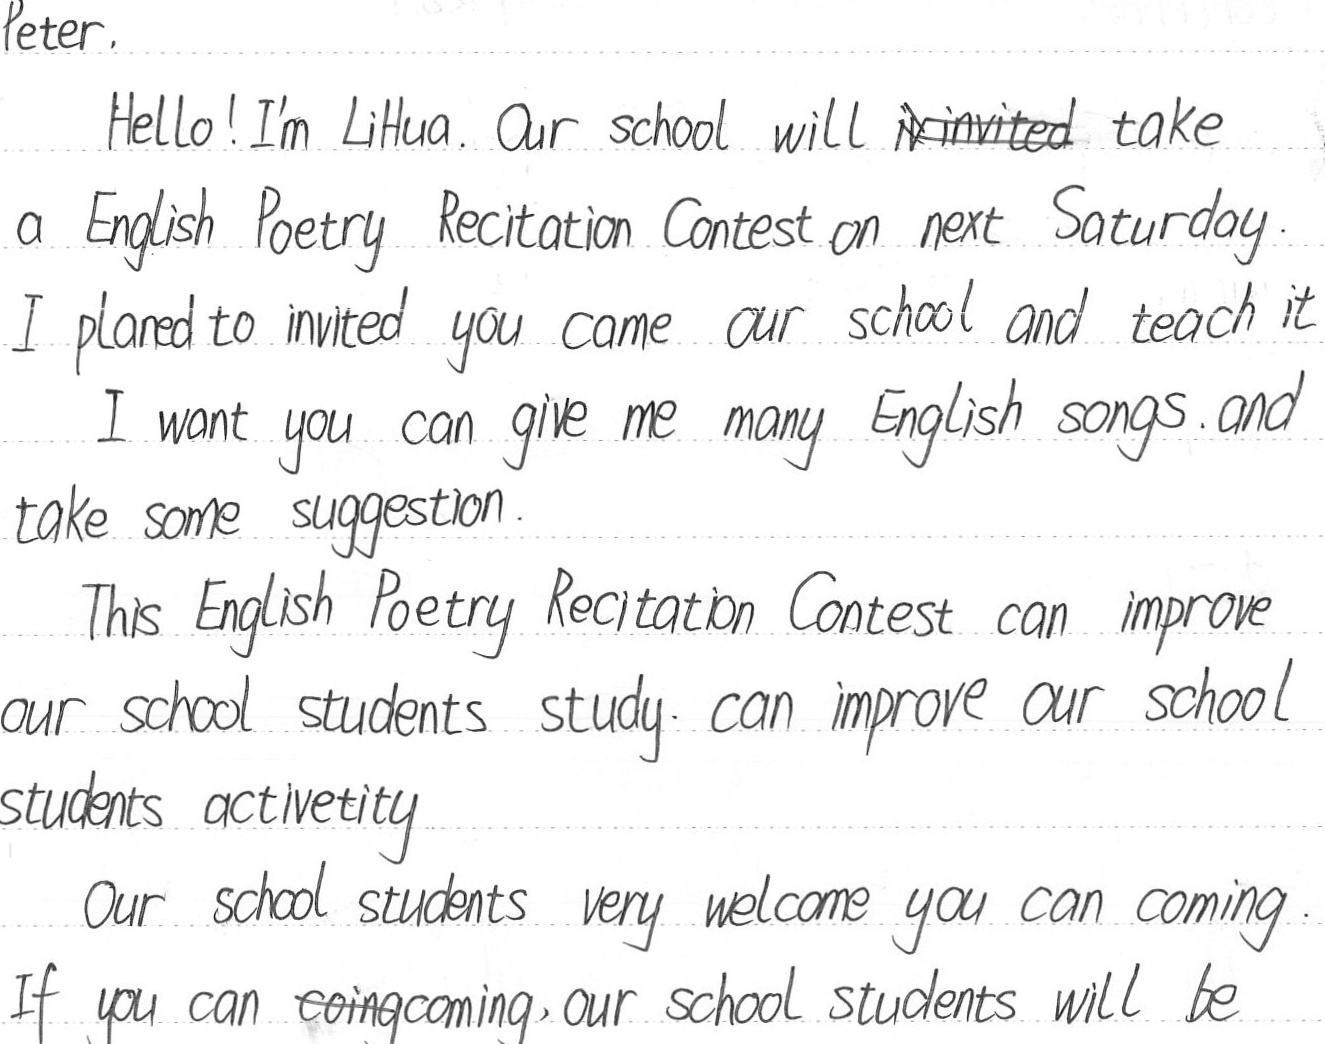 Peter.
Hello! I'm LiHua. Our school will take
a English Poetry Recitation Contest on next Saturday.
I planed to invited you came our school and teach it
I want you can give me many English songs. and
take some suggestion.
This English Poetry Recitation Contest can improve
our school students study. can improve our school
students activetity
Our school students very welcome you can coming.
If you can coming, our school students will be